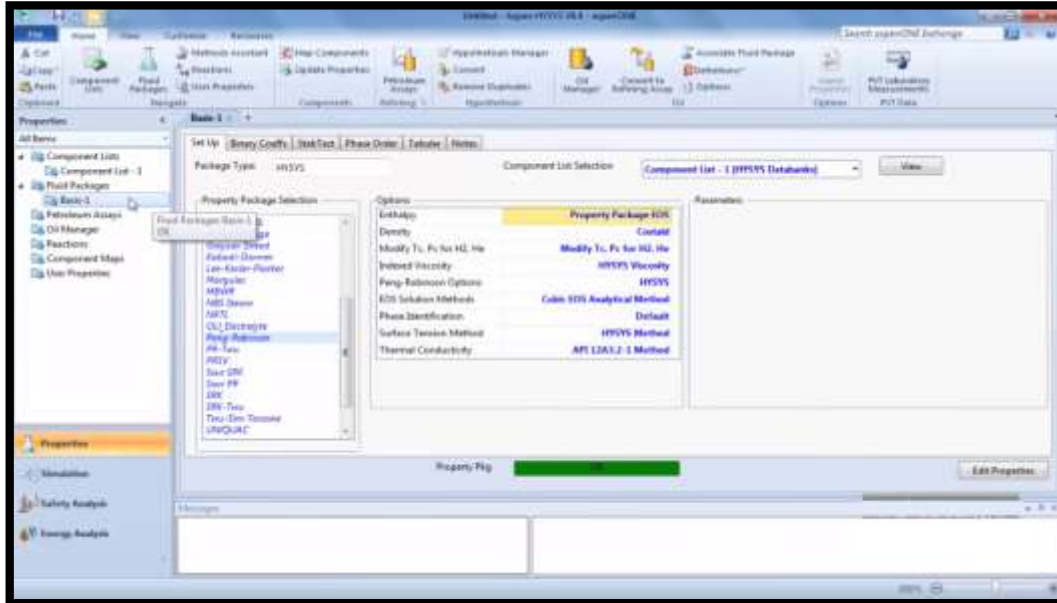 Untitled - Aspen HYSYS V8.4 - aspenONE
File Home View Customize Resources
Search aspenONE Exchange
Cut
Copy
Paste
Component Lists
Fluid Packages
Methods Assistant
Reactions
User Properties
Map Components
Update Properties
Petroleum Assays
Hypotheticals Manager
Convert
Remove Duplicates
Oil Manager
Convert to Refining Assay
Associate Fluid Package
Definitions
Options
PVT Laboratory Measurements
Clipboard Navigate Components Refining Hypotheticals Oil Options PVT Data
Properties
All Items
Component Lists
Component List - 1
Fluid Packages
Basis-1
Petroleum Assays
Oil Manager
Reactions
Component Maps
User Properties
Fluid Packages Basis-1
OK
Properties
Simulation
Safety Analysis
Energy Analysis
Basis-1 +
Set Up Binary Coeffs StabTest Phase Order Tabular Notes
Package Type: HYSYS
Component List Selection
Component List - 1 [HYSYS Databanks]
View
Property Package Selection
Grayson Streed
Kabadi-Danner
Lee-Kesler-Plocker
Margules
MBWR
NBS Steam
NRTL
OLI_Electrolyte
Peng-Robinson
PR-Twu
PRSV
Sour SRK
Sour PR
SRK
SRK-Twu
Twu-Sim-Tassone
UNIQUAC
Options
Enthalpy Property Package EOS
Density Costald
Modify Tc, Pc for H2, He Modify Tc, Pc for H2, He
Indexed Viscosity HYSYS Viscosity
Peng-Robinson Options HYSYS
EOS Solution Methods Cubic EOS Analytical Method
Phase Identification Default
Surface Tension Method HYSYS Method
Thermal Conductivity API 12A3.2-1 Method
Parameters
Property Pkg OK
Edit Properties
Messages